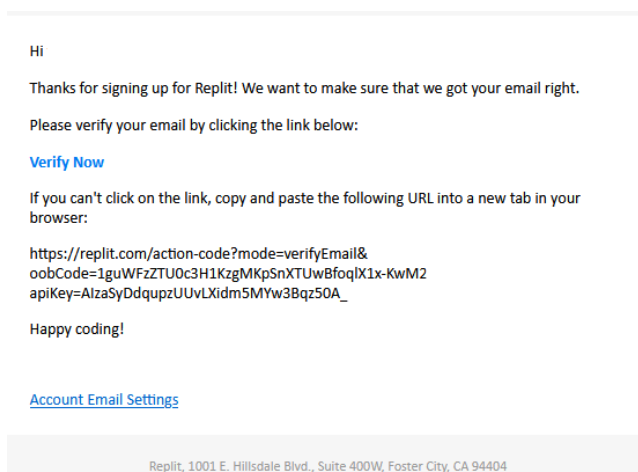 Hi
Thanks for signing up for Replit! We want to make sure that we got your email right.
Please verify your email by clicking the link below:
Verify Now
If you can't click on the link, copy and paste the following URL into a new tab in your
browser:
https://replit.com/action-code?mode=verifyEmail&
oobCode=1guWFzZTU0c3H1KzgMKpSnXTUwBfoqlX1x-KwM2
apiKey=AIzaSyDdqupzUUvLXidm5MYw3Bqz50A_
Happy coding!
Account Email Settings
Replit, 1001 E. Hillsdale Blvd., Suite 400W, Foster City, CA 94404